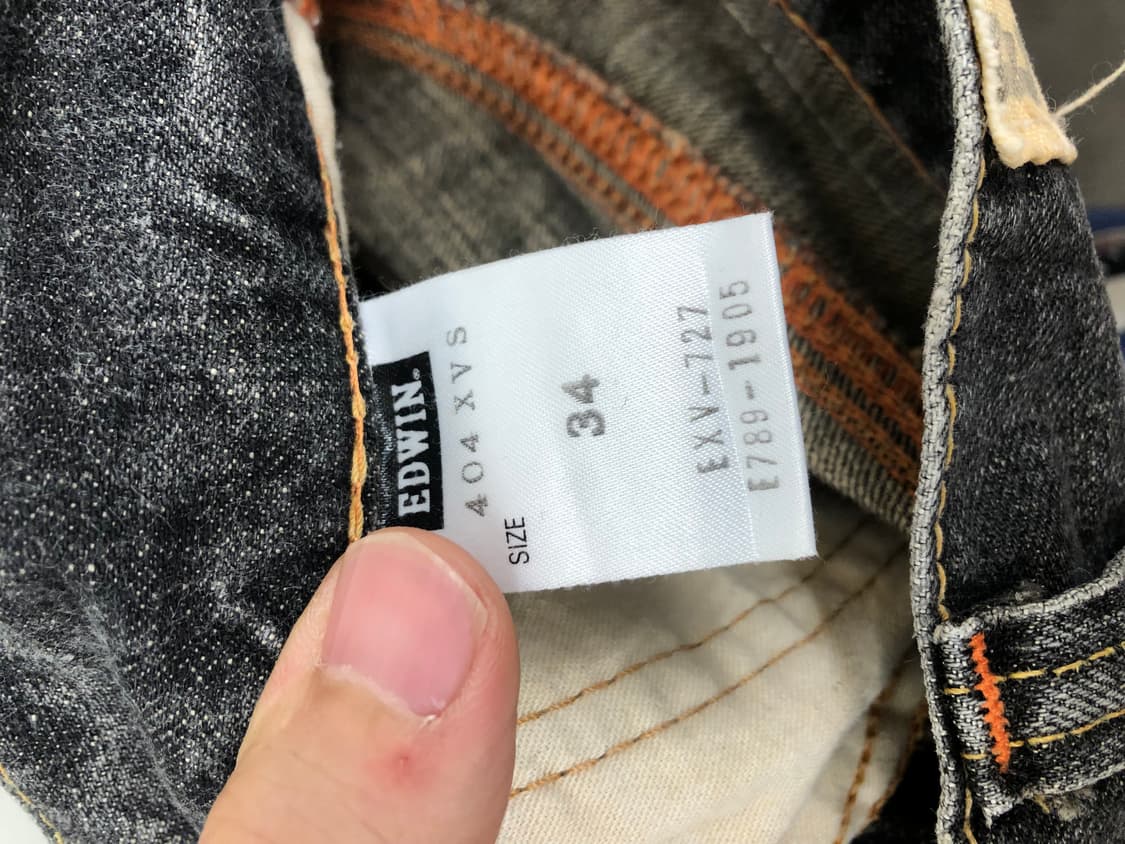 EDWIN.
404 XVS
SIZE
34
EXV-727
E789-1905